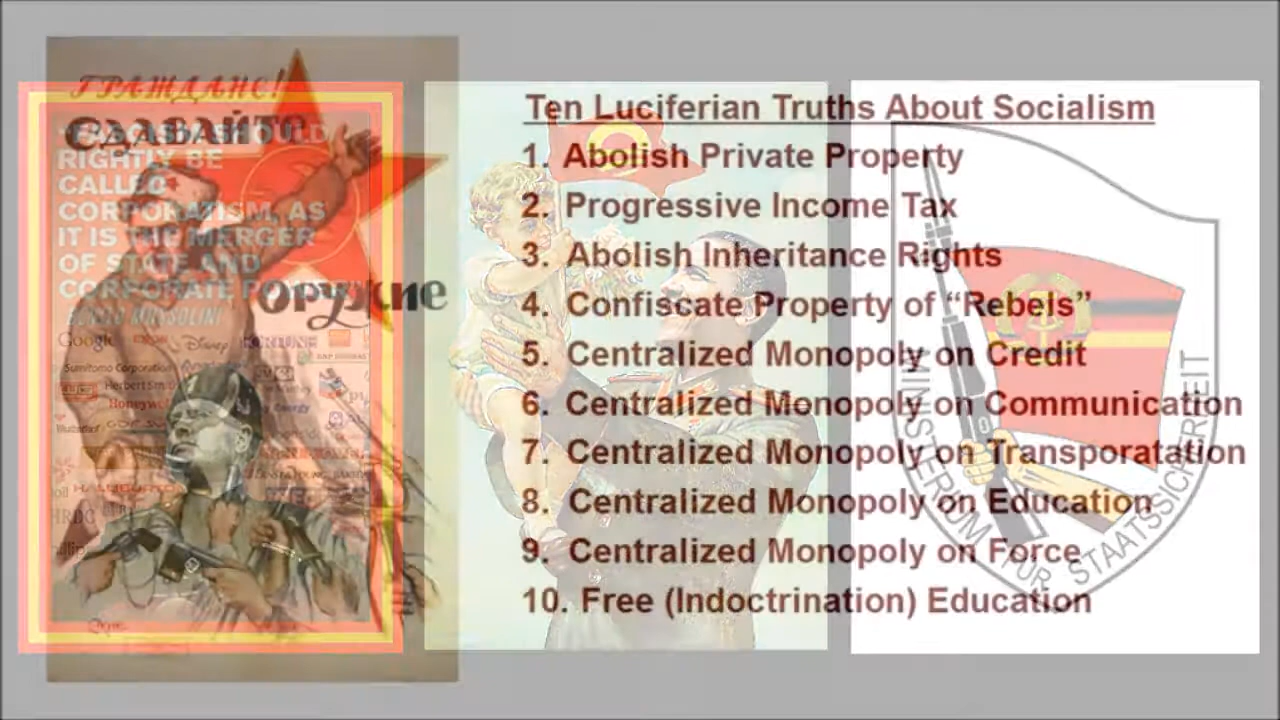 ГРАЖДАНЕ!
СДАВАЙТЕ
ОРУЖИЕ
"FASCISM SHOULD
RIGHTLY BE
CALLED
CORPORATISM, AS
IT IS THE MERGER
OF STATE AND
CORPORATE
MUSSOLINI
Google
Disney
Sumitomo Corporation
Herbert
Honeywell
HALLIBURTON
Ten Luciferian Truths About Socialism
1. Abolish Private Property
2. Progressive Income Tax
3. Abolish Inheritance Rights
4. Confiscate Property of “Rebels”
5. Centralized Monopoly on Credit
6. Centralized Monopoly on Communication
7. Centralized Monopoly on Transporatation
8. Centralized Monopoly on Education
9. Centralized Monopoly on Force
10. Free (Indoctrination) Education
MINISTERIUM FÜR STAATSSICHERHEIT